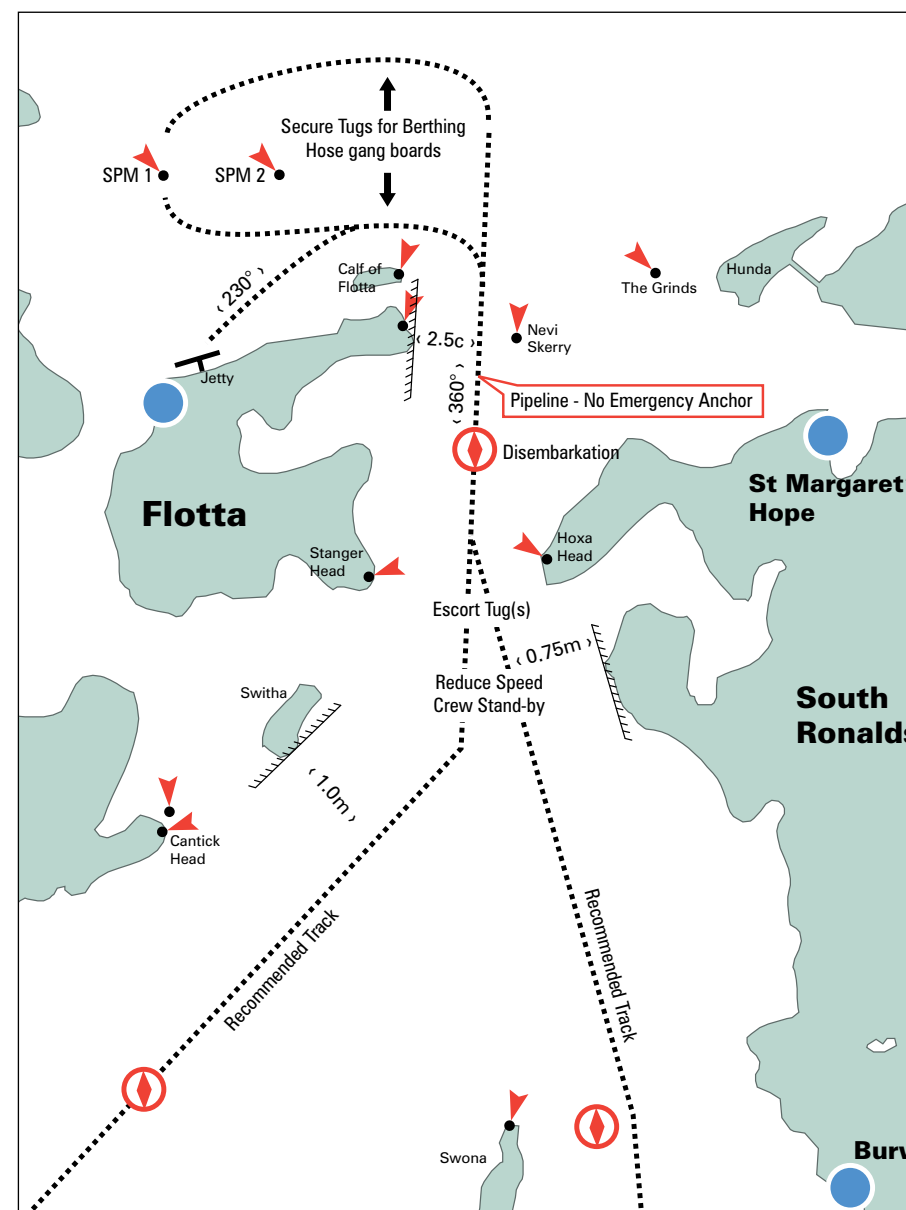 Secure Tugs for Berthing
Hose gang boards
SPM 1
SPM 2
‹ 230° ›
Calf of
Flotta
The Grinds
Hunda
Nevi
Skerry
‹ 2.5c ›
‹ 360° ›
Jetty
Pipeline - No Emergency Anchor
Disembarkation
St Margaret
Hope
Flotta
Stanger
Head
Hoxa
Head
Escort Tug(s)
‹ 0.75m ›
Reduce Speed
Crew Stand-by
Switha
South
Ronalds
‹ 1.0m ›
Cantick
Head
Recommended Track
Recommended Track
Swona
Burw